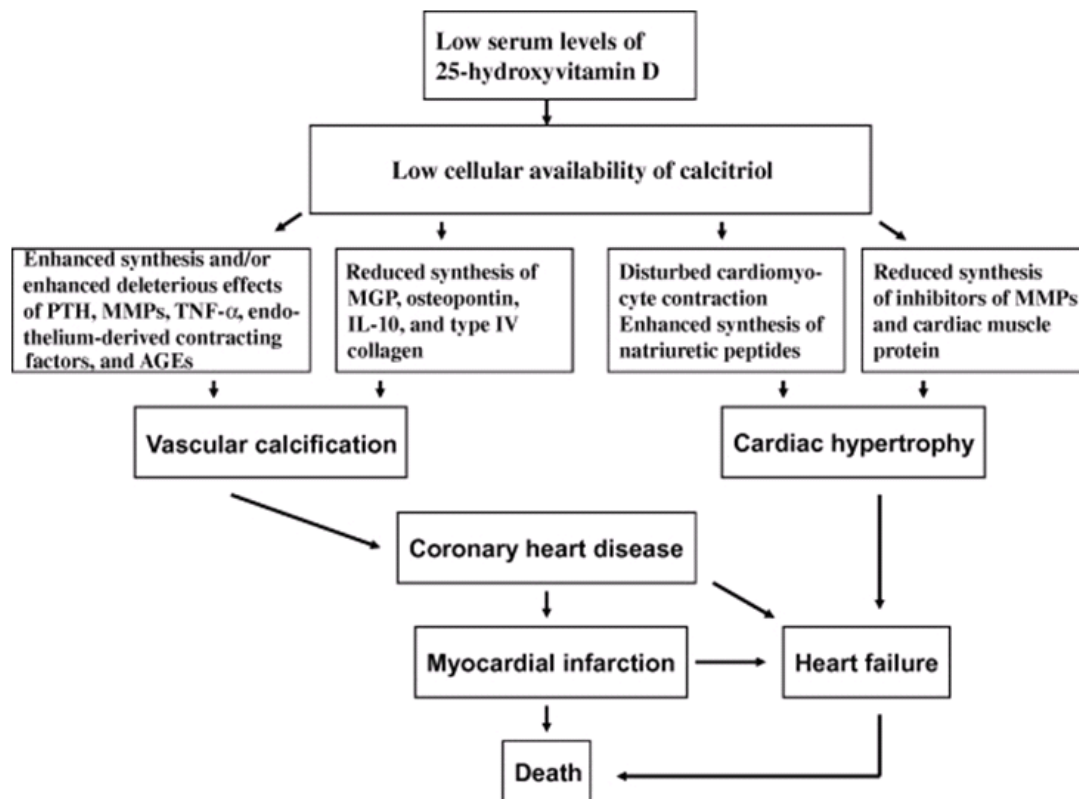 Low serum levels of
25-hydroxyvitamin D
Low cellular availability of calcitriol
Enhanced synthesis and/or
enhanced deleterious effects
of PTH, MMPs, TNF-α, endo-
thelium-derived contracting
factors, and AGEs
Reduced synthesis of
MGP, osteopontin,
IL-10, and type IV
collagen
Disturbed cardiomyo-
cyte contraction
Enhanced synthesis of
natriuretic peptides
Reduced synthesis
of inhibitors of MMPs
and cardiac muscle
protein
Vascular calcification
Cardiac hypertrophy
Coronary heart disease
Myocardial infarction
Heart failure
Death